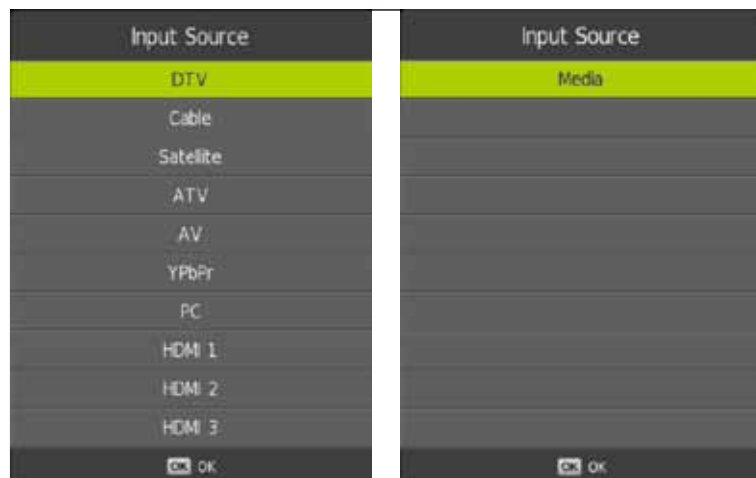 Input Source
DTV
Cable
Satellite
ATV
AV
YPbPr
PC
HDMI 1
HDMI 2
HDMI 3
OK OK
Input Source
Media
OK OK